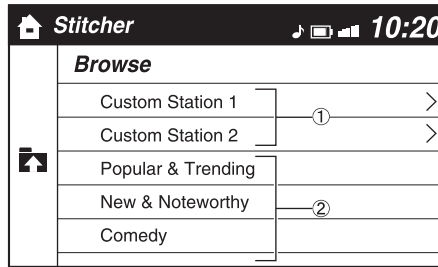 Stitcher 10:20
Browse
Custom Station 1
①
Custom Station 2
Popular & Trending
New & Noteworthy
②
Comedy